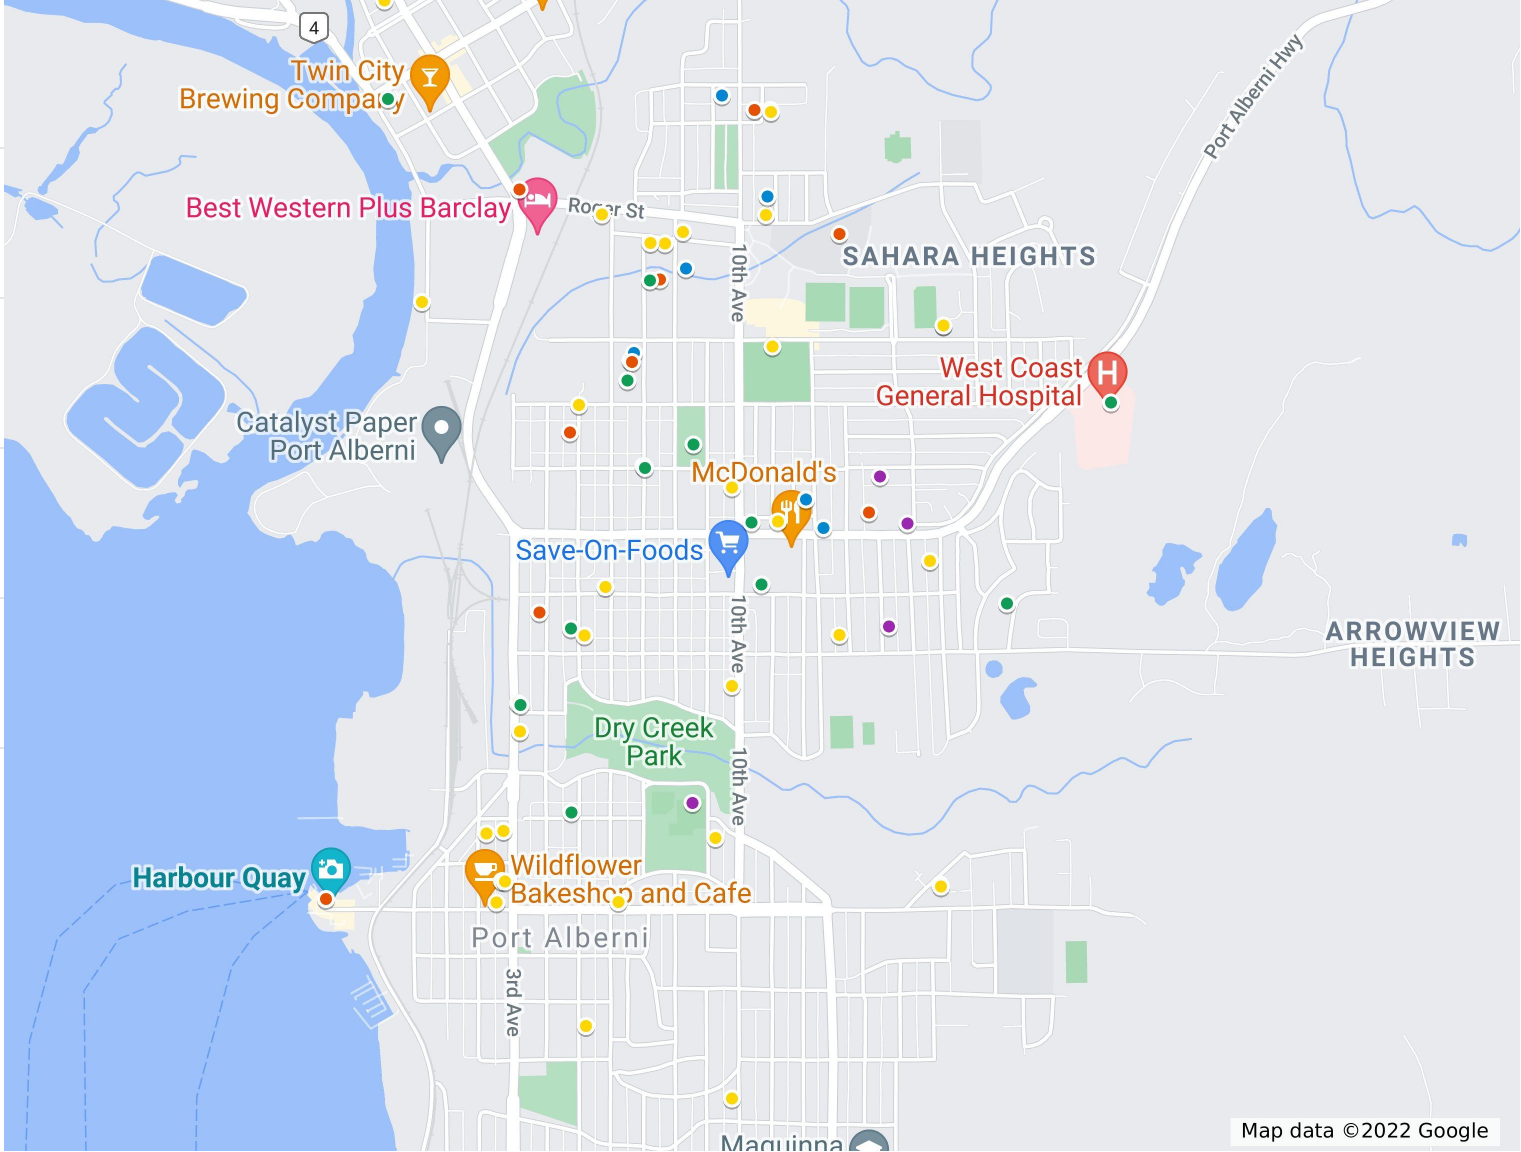 4
Port Alberni Hwy
Twin City
Brewing Company
Best Western Plus Barclay
Roger St
10th Ave
SAHARA HEIGHTS
West Coast
General Hospital
Catalyst Paper
Port Alberni
McDonald's
Save-On-Foods
10th Ave
ARROWVIEW
HEIGHTS
Dry Creek
Park
10th Ave
Harbour Quay
Wildflower
Bakeshop and Cafe
Port Alberni
3rd Ave
Maquinna
Map data ©2022 Google